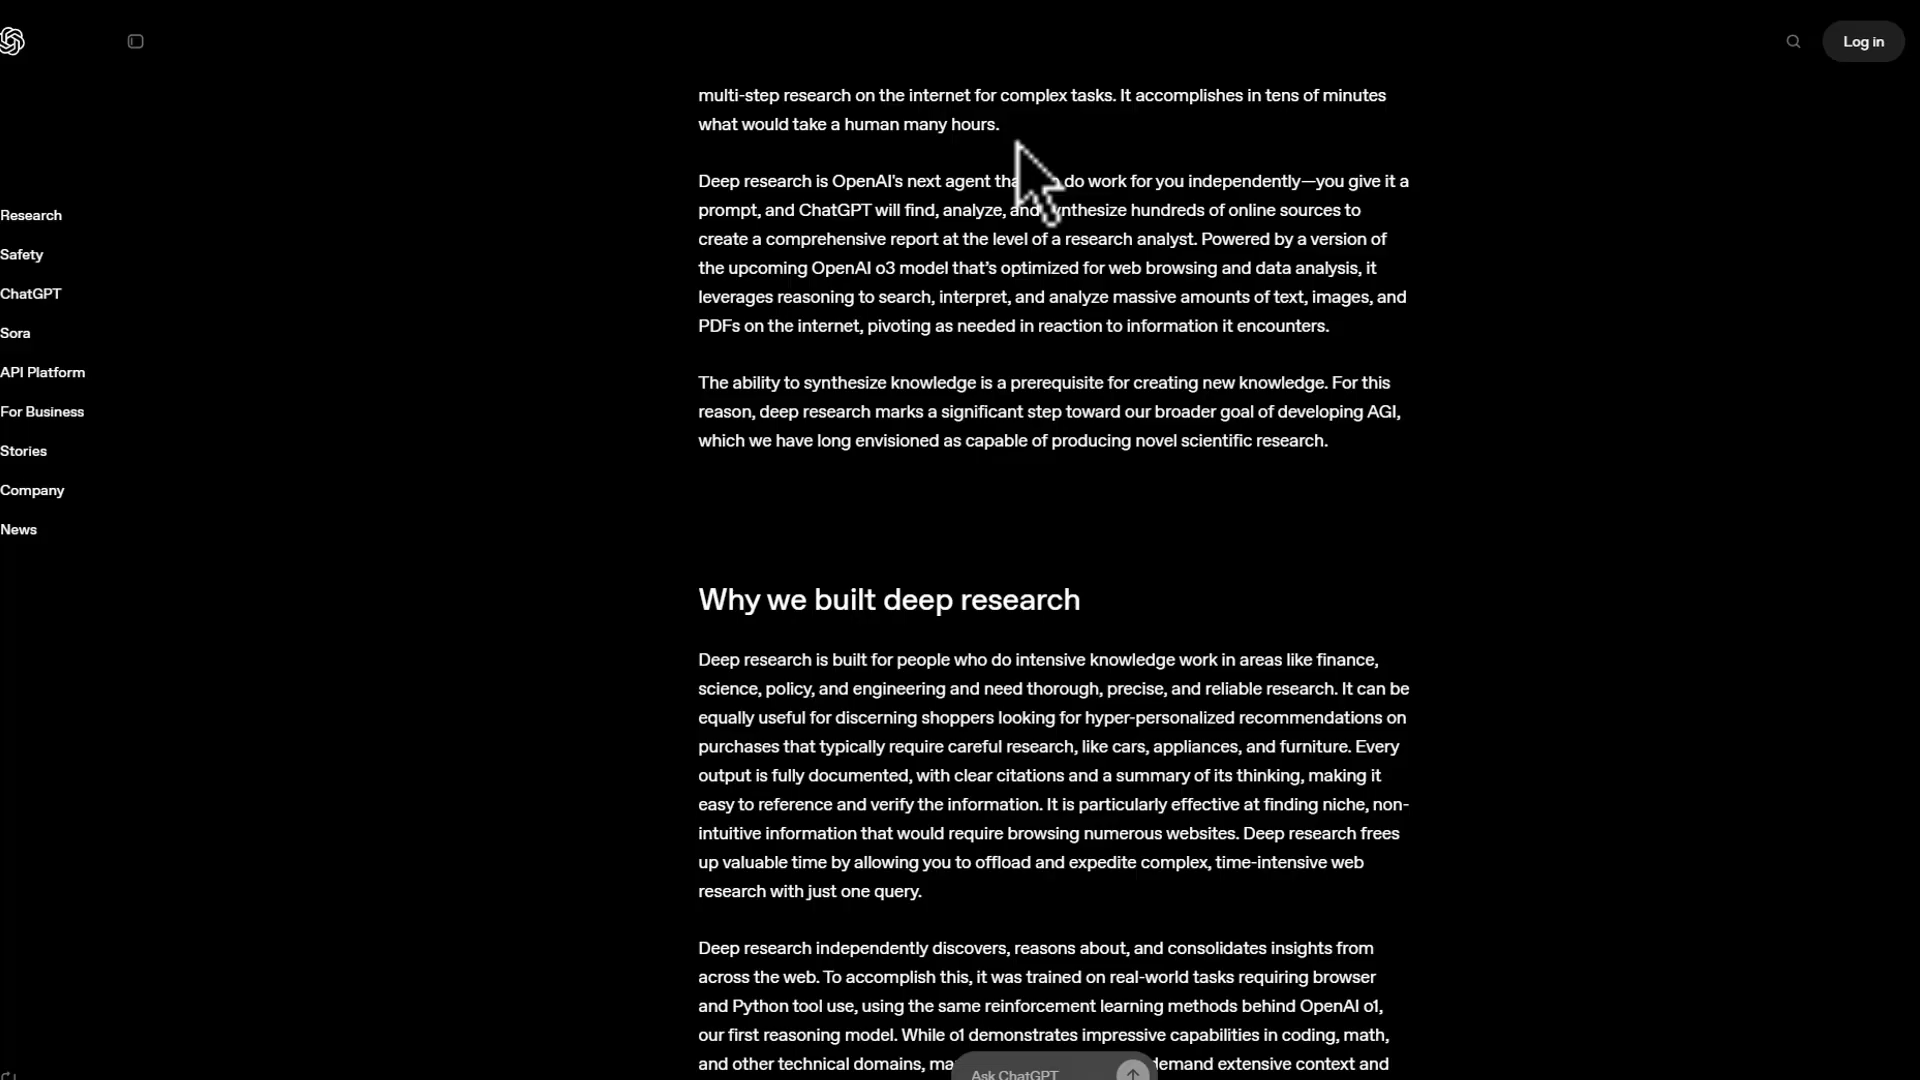 Log in
Research
Safety
ChatGPT
Sora
API Platform
For Business
Stories
Company
News
multi-step research on the internet for complex tasks. It accomplishes in tens of minutes
what would take a human many hours.
Deep research is OpenAI's next agent do work for you independently—you give it a
prompt, and ChatGPT will find, analyze, and synthesize hundreds of online sources to
create a comprehensive report at the level of a research analyst. Powered by a version of
the upcoming OpenAI o3 model that's optimized for web browsing and data analysis, it
leverages reasoning to search, interpret, and analyze massive amounts of text, images, and
PDFs on the internet, pivoting as needed in reaction to information it encounters.
The ability to synthesize knowledge is a prerequisite for creating new knowledge. For this
reason, deep research marks a significant step toward our broader goal of developing AGI,
which we have long envisioned as capable of producing novel scientific research.
Why we built deep research
Deep research is built for people who do intensive knowledge work in areas like finance,
science, policy, and engineering and need thorough, precise, and reliable research. It can be
equally useful for discerning shoppers looking for hyper-personalized recommendations on
purchases that typically require careful research, like cars, appliances, and furniture. Every
output is fully documented, with clear citations and a summary of its thinking, making it
easy to reference and verify the information. It is particularly effective at finding niche, non-
intuitive information that would require browsing numerous websites. Deep research frees
up valuable time by allowing you to offload and expedite complex, time-intensive web
research with just one query.
Deep research independently discovers, reasons about, and consolidates insights from
across the web. To accomplish this, it was trained on real-world tasks requiring browser
and Python tool use, using the same reinforcement learning methods behind OpenAI o1,
our first reasoning model. While o1 demonstrates impressive capabilities in coding, math,
and other technical domains, demand extensive context and
Ask ChatGPT